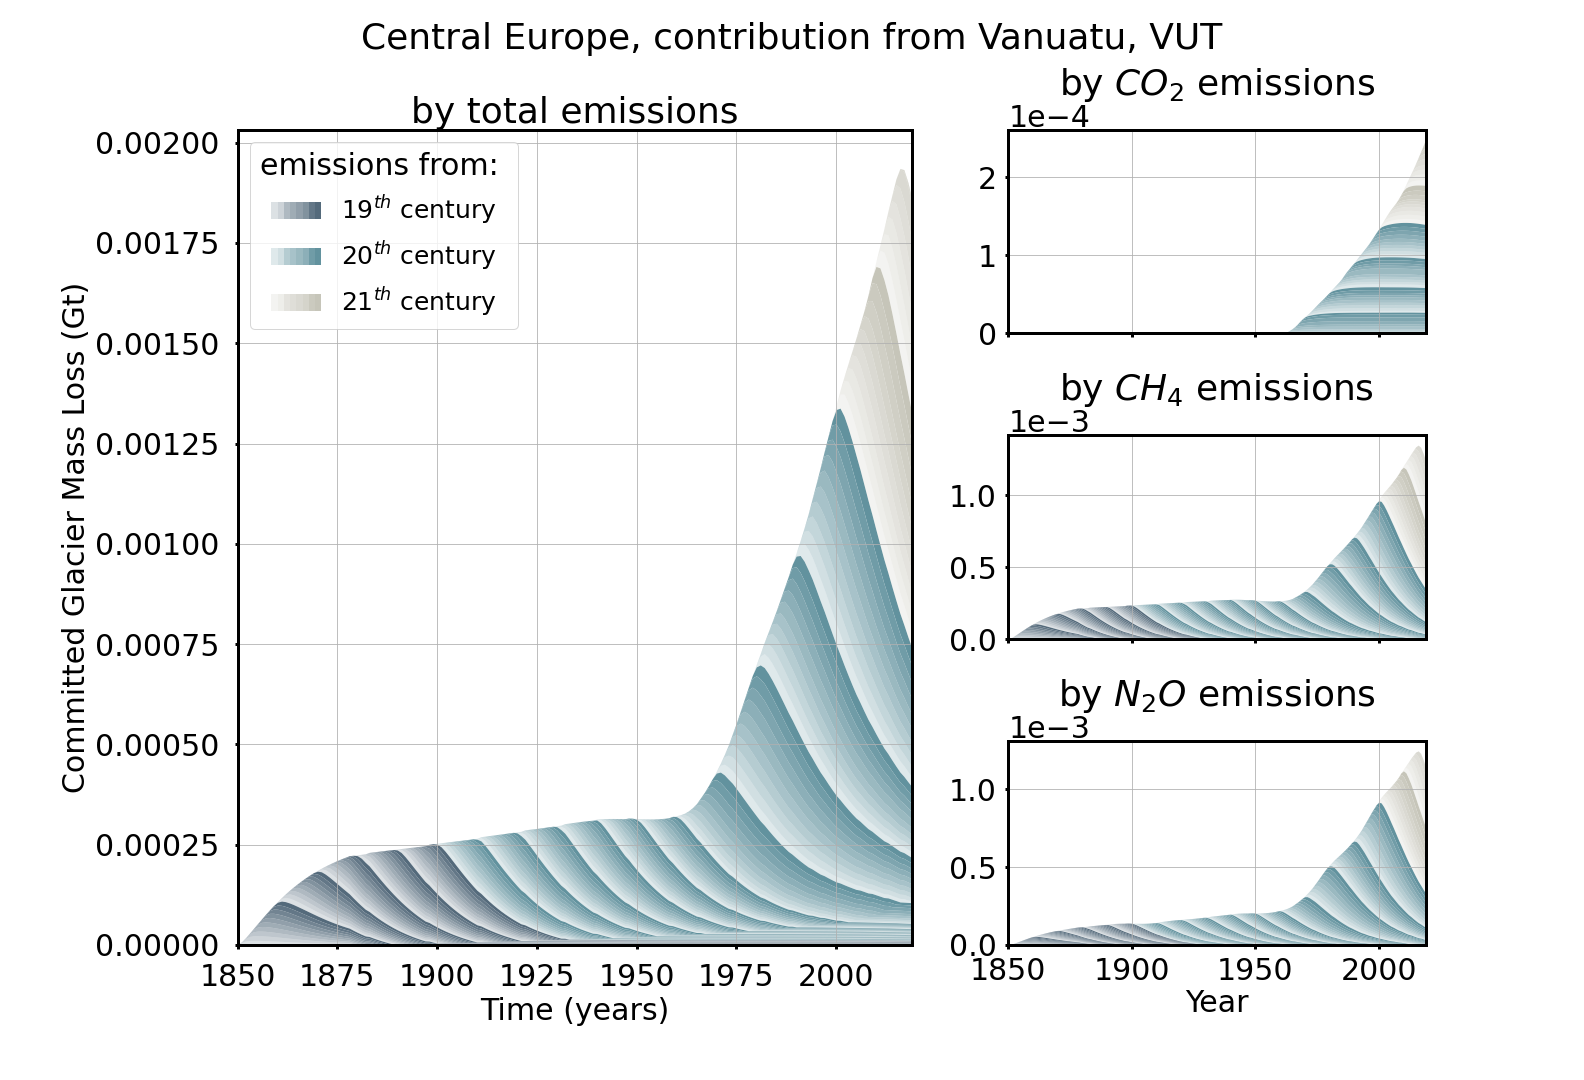 Central Europe, contribution from Vanuatu, VUT
by total emissions
Committed Glacier Mass Loss (Gt)
0.00200
0.00175
0.00150
0.00125
0.00100
0.00075
0.00050
0.00025
0.00000
emissions from:
19th century
20th century
21th century
1850 1875 1900 1925 1950 1975 2000
Time (years)
by CO2 emissions
1e−4
2
1
0
by CH4 emissions
1e−3
1.0
0.5
0.0
by N2O emissions
1e−3
1.0
0.5
0.0
1850 1900 1950 2000
Year